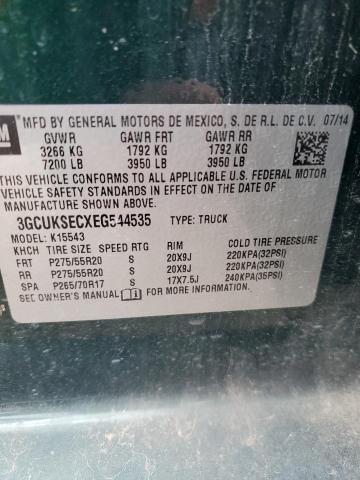 GM
MFD BY GENERAL MOTORS DE MEXICO, S. DE R.L. DE C.V. 07/14
GVWR GAWR FRT GAWR RR
3266 KG 1792 KG 1792 KG
7200 LB 3950 LB 3950 LB
THIS VEHICLE CONFORMS TO ALL APPLICABLE U.S. FEDERAL MOTOR
VEHICLE SAFETY STANDARDS IN EFFECT ON THE DATE OF
MANUFACTURE SHOWN ABOVE.
3GCUKSECXEG544535 TYPE: TRUCK
MODEL: K15543
KHCH TIRE SIZE SPEED RTG RIM COLD TIRE PRESSURE
FRT P275/55R20 S 20X9J 220KPA(32PSI)
RR P275/55R20 S 20X9J 220KPA(32PSI)
SPA P265/70R17 S 17X7.5J 240KPA(35PSI)
SEE OWNER'S MANUAL FOR MORE INFORMATION